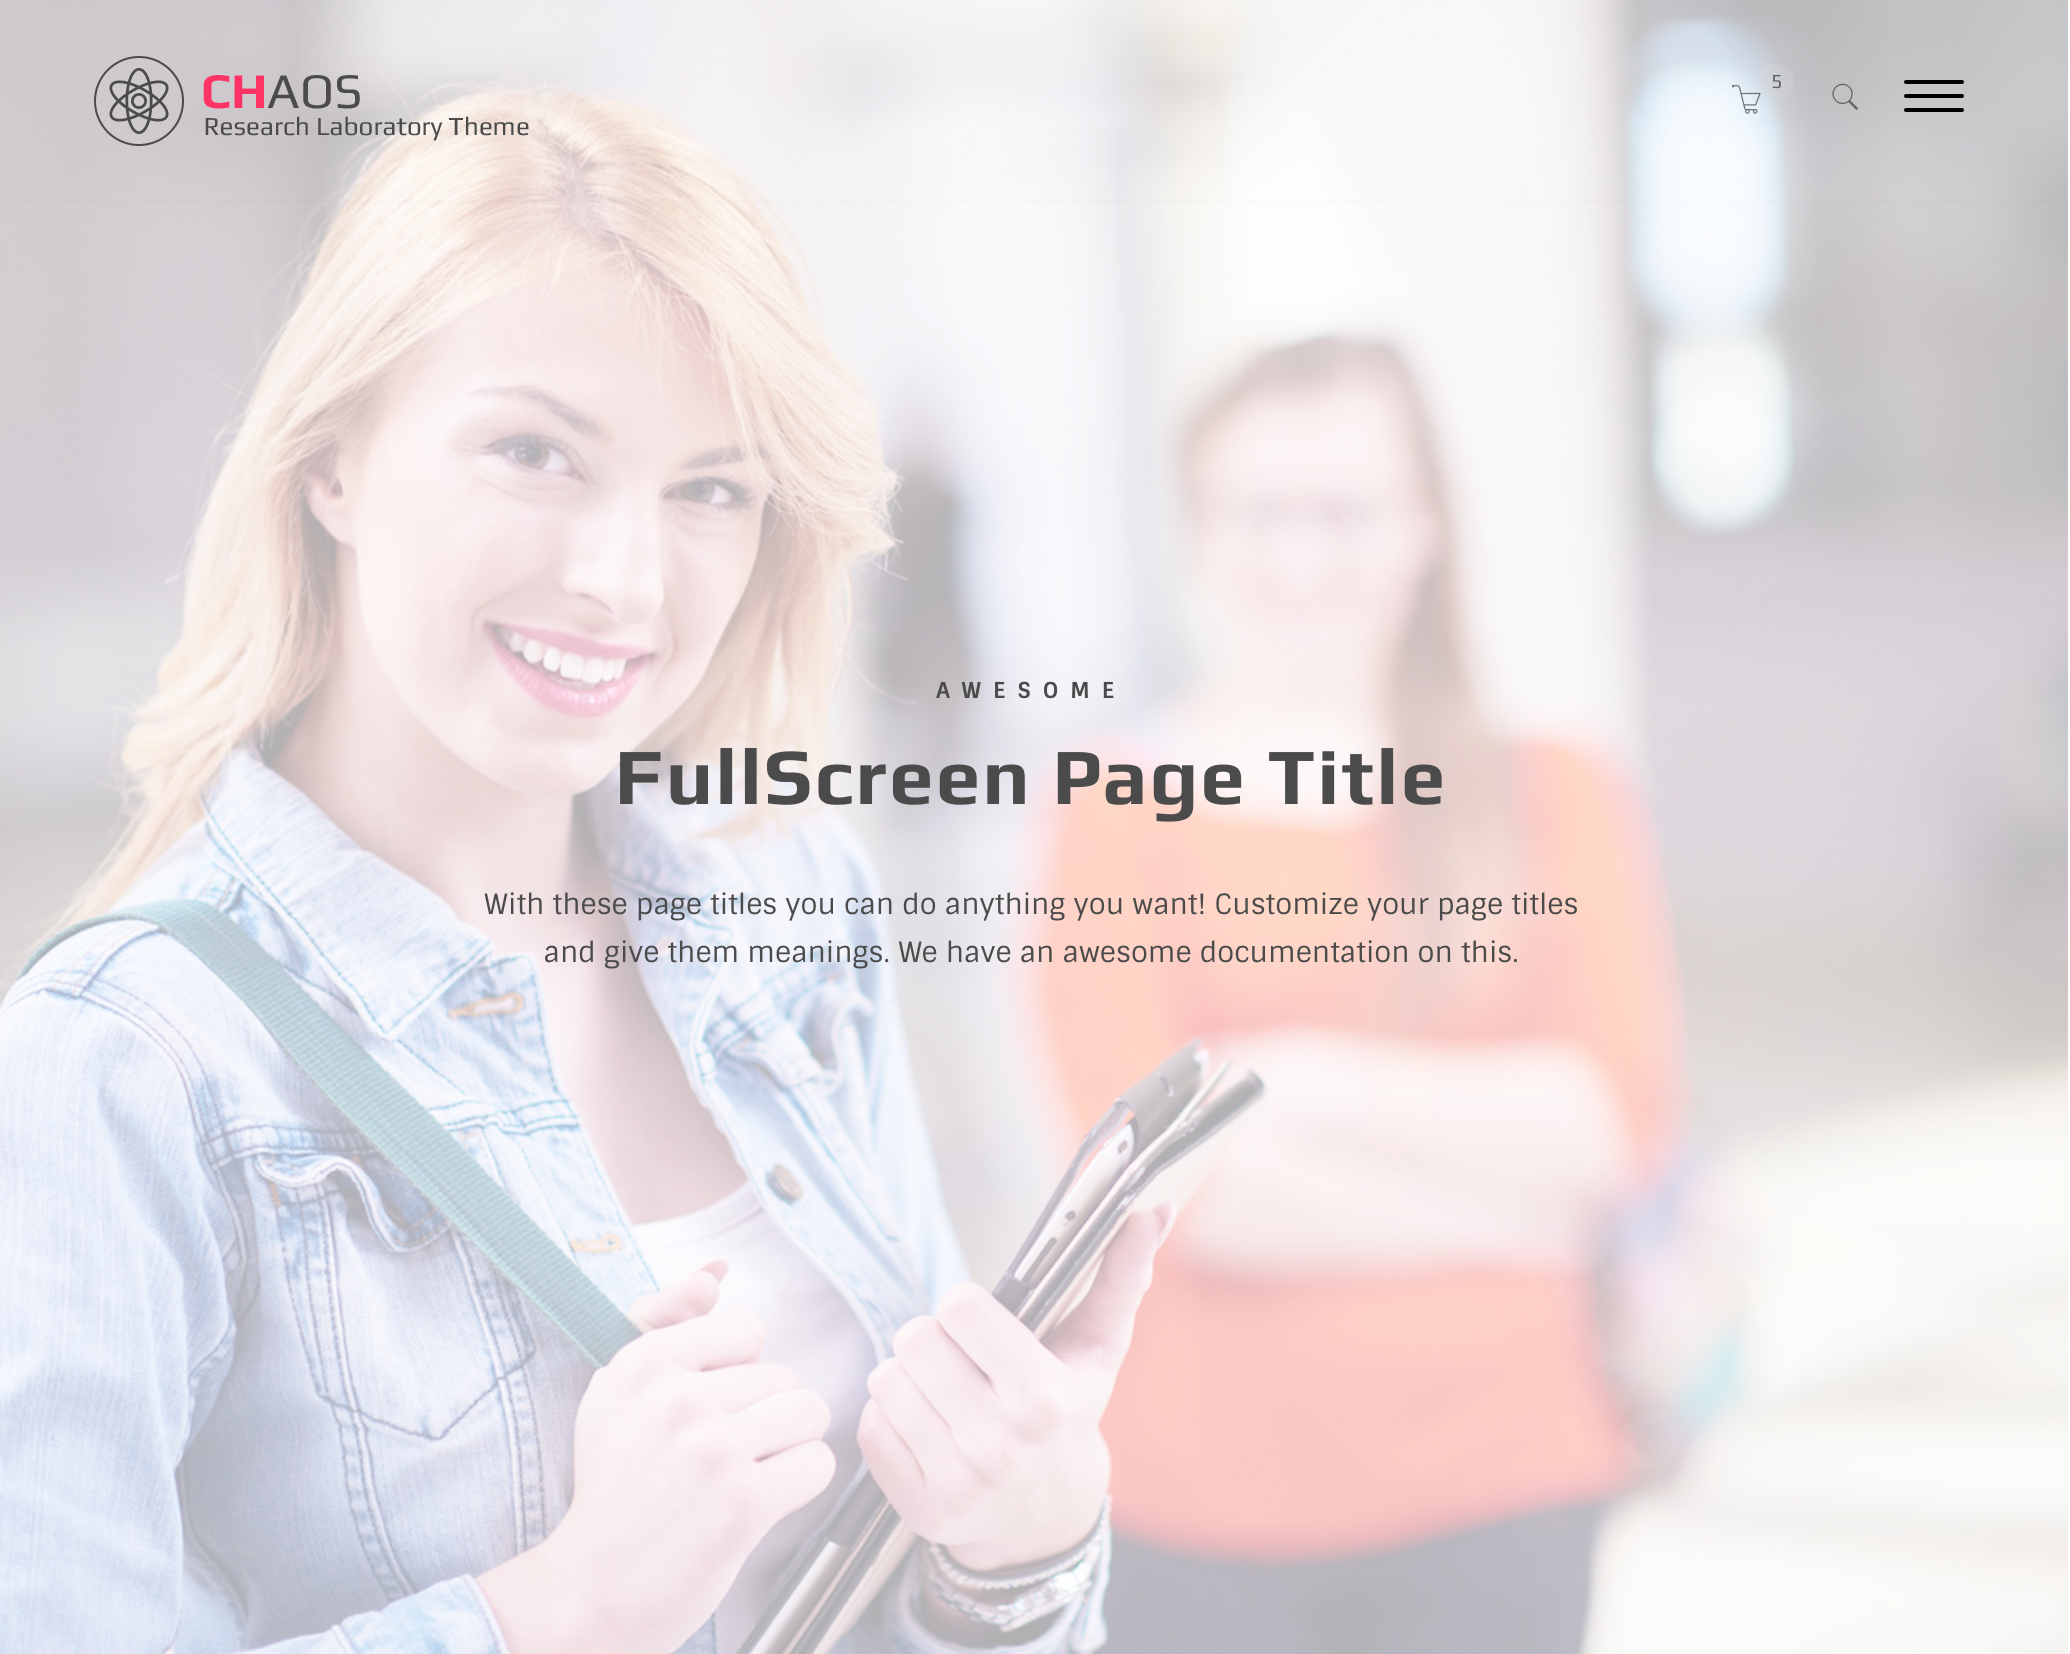 CHAOS
Research Laboratory Theme
5
AWESOME
FullScreen Page Title
With these page titles you can do anything you want! Customize your page titles
and give them meanings. We have an awesome documentation on this.